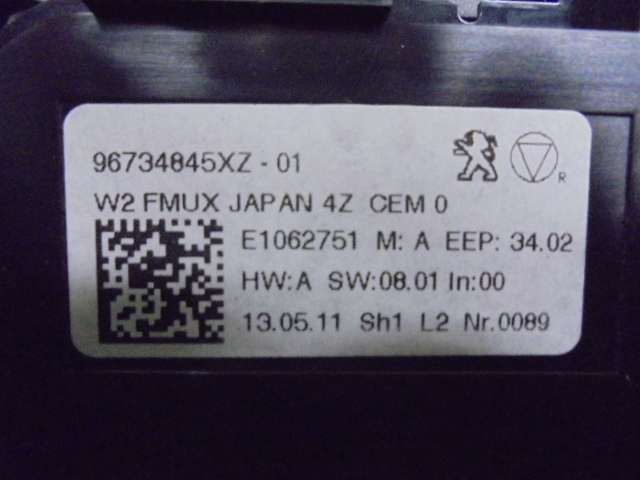 96734845XZ - 01
W2 FMUX JAPAN 4Z CEM 0
E1062751 M: A EEP: 34.02
HW:A SW:08.01 In:00
13.05.11 Sh1 L2 Nr.0089
R